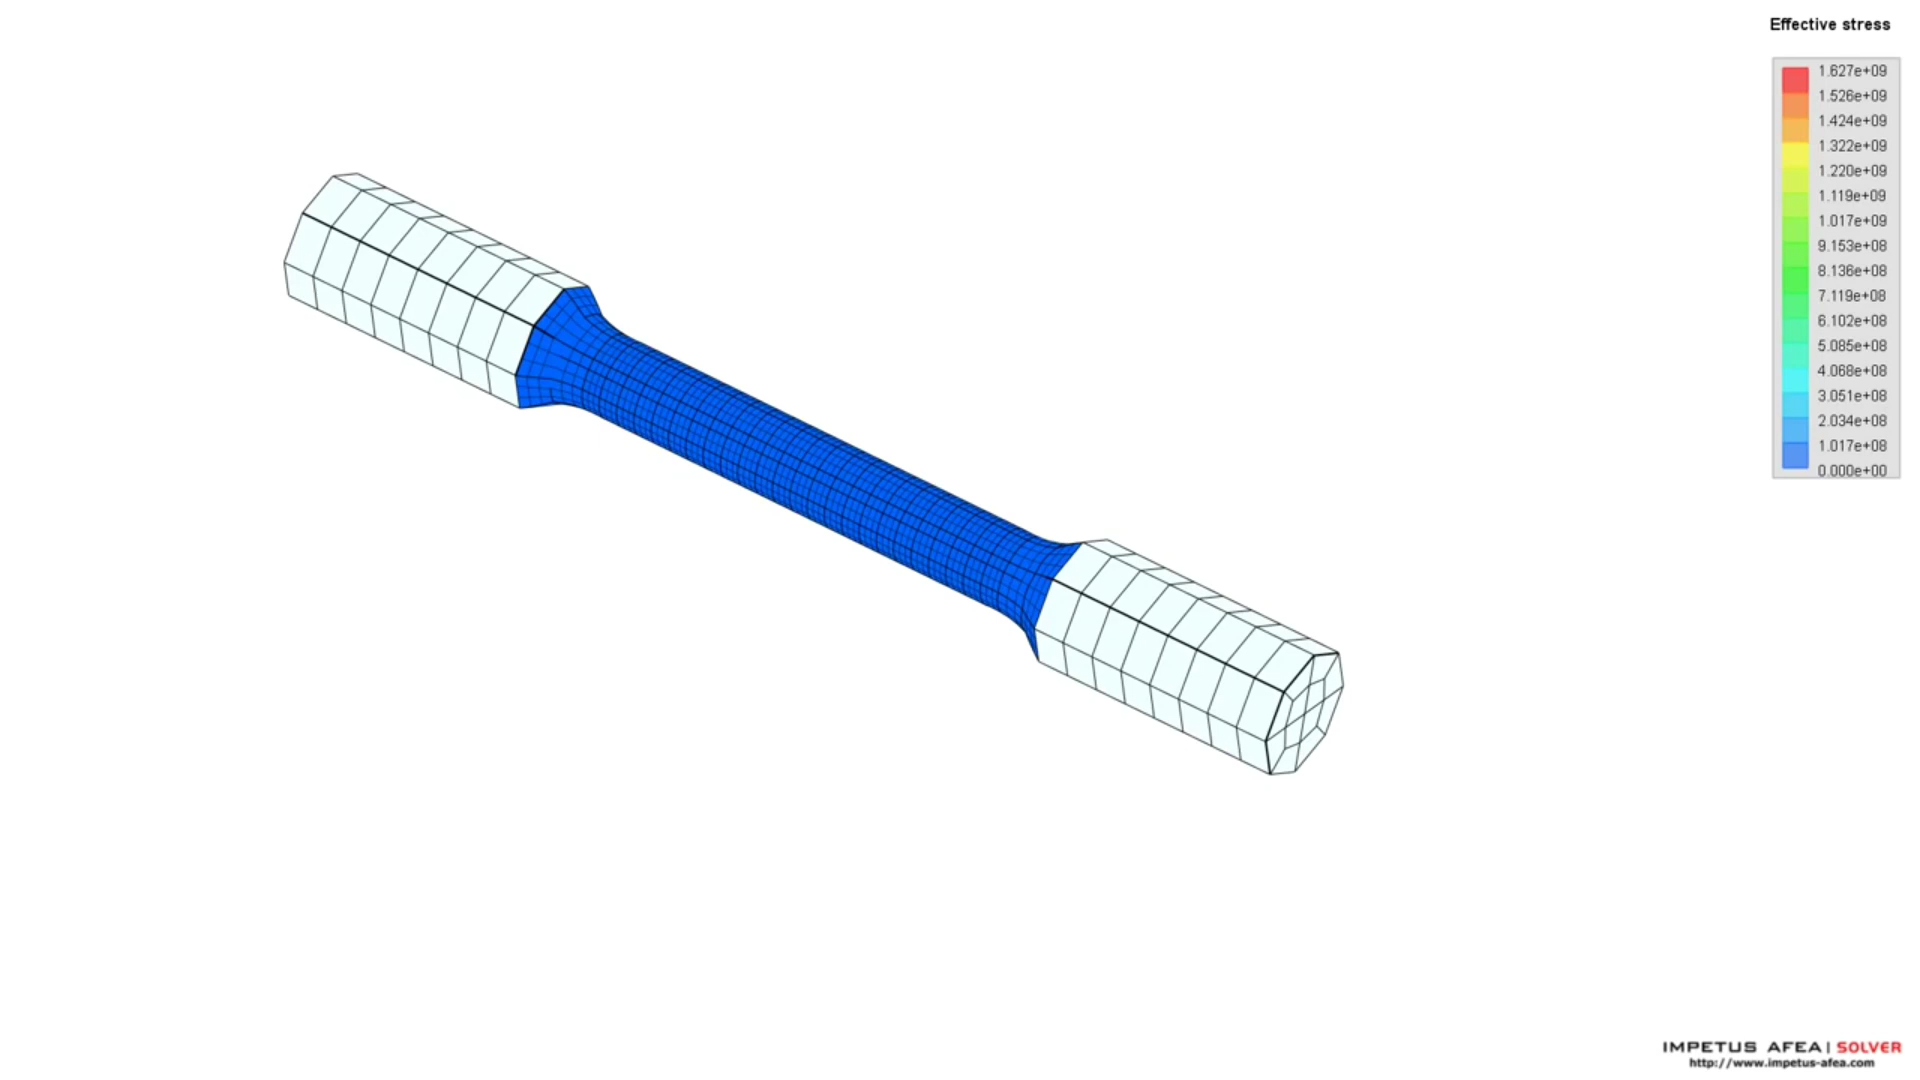 Effective stress
1.627e+09
1.526e+09
1.424e+09
1.322e+09
1.220e+09
1.119e+09
1.017e+09
9.153e+08
8.136e+08
7.119e+08
6.102e+08
5.085e+08
4.068e+08
3.051e+08
2.034e+08
1.017e+08
0.000e+00
IMPETUS AFEA | SOLVER
http://www.impetus-afea.com